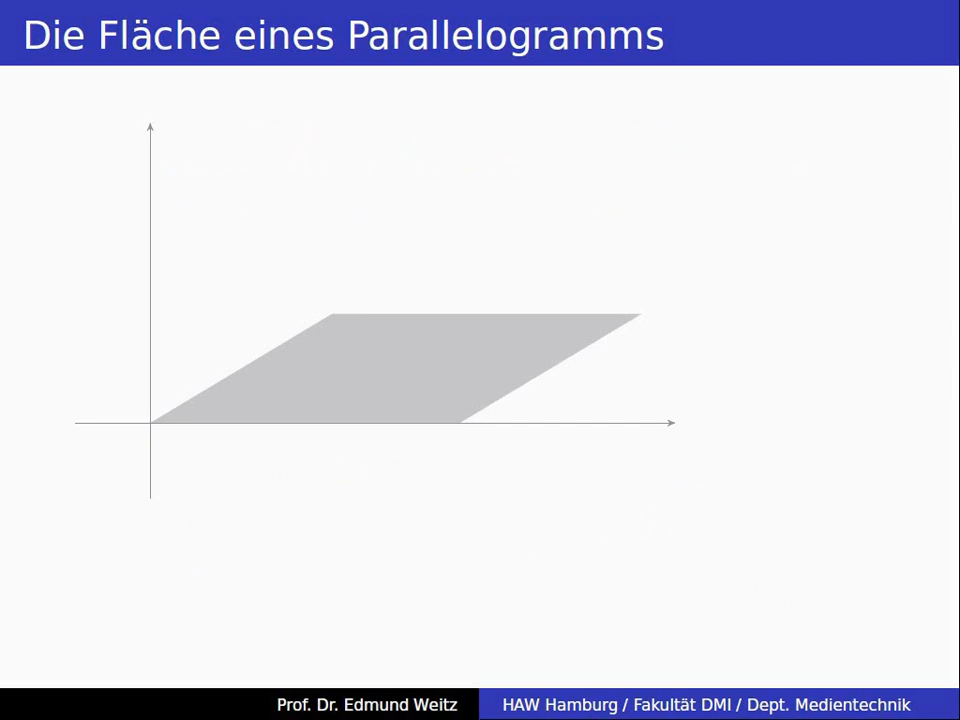 Die Fläche eines Parallelogramms
Prof. Dr. Edmund Weitz
HAW Hamburg / Fakultät DMI / Dept. Medientechnik